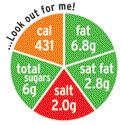 ...Look out for me!
cal
431
fat
6.8g
total
sugars
6g
sat fat
2.8g
salt
2.0g